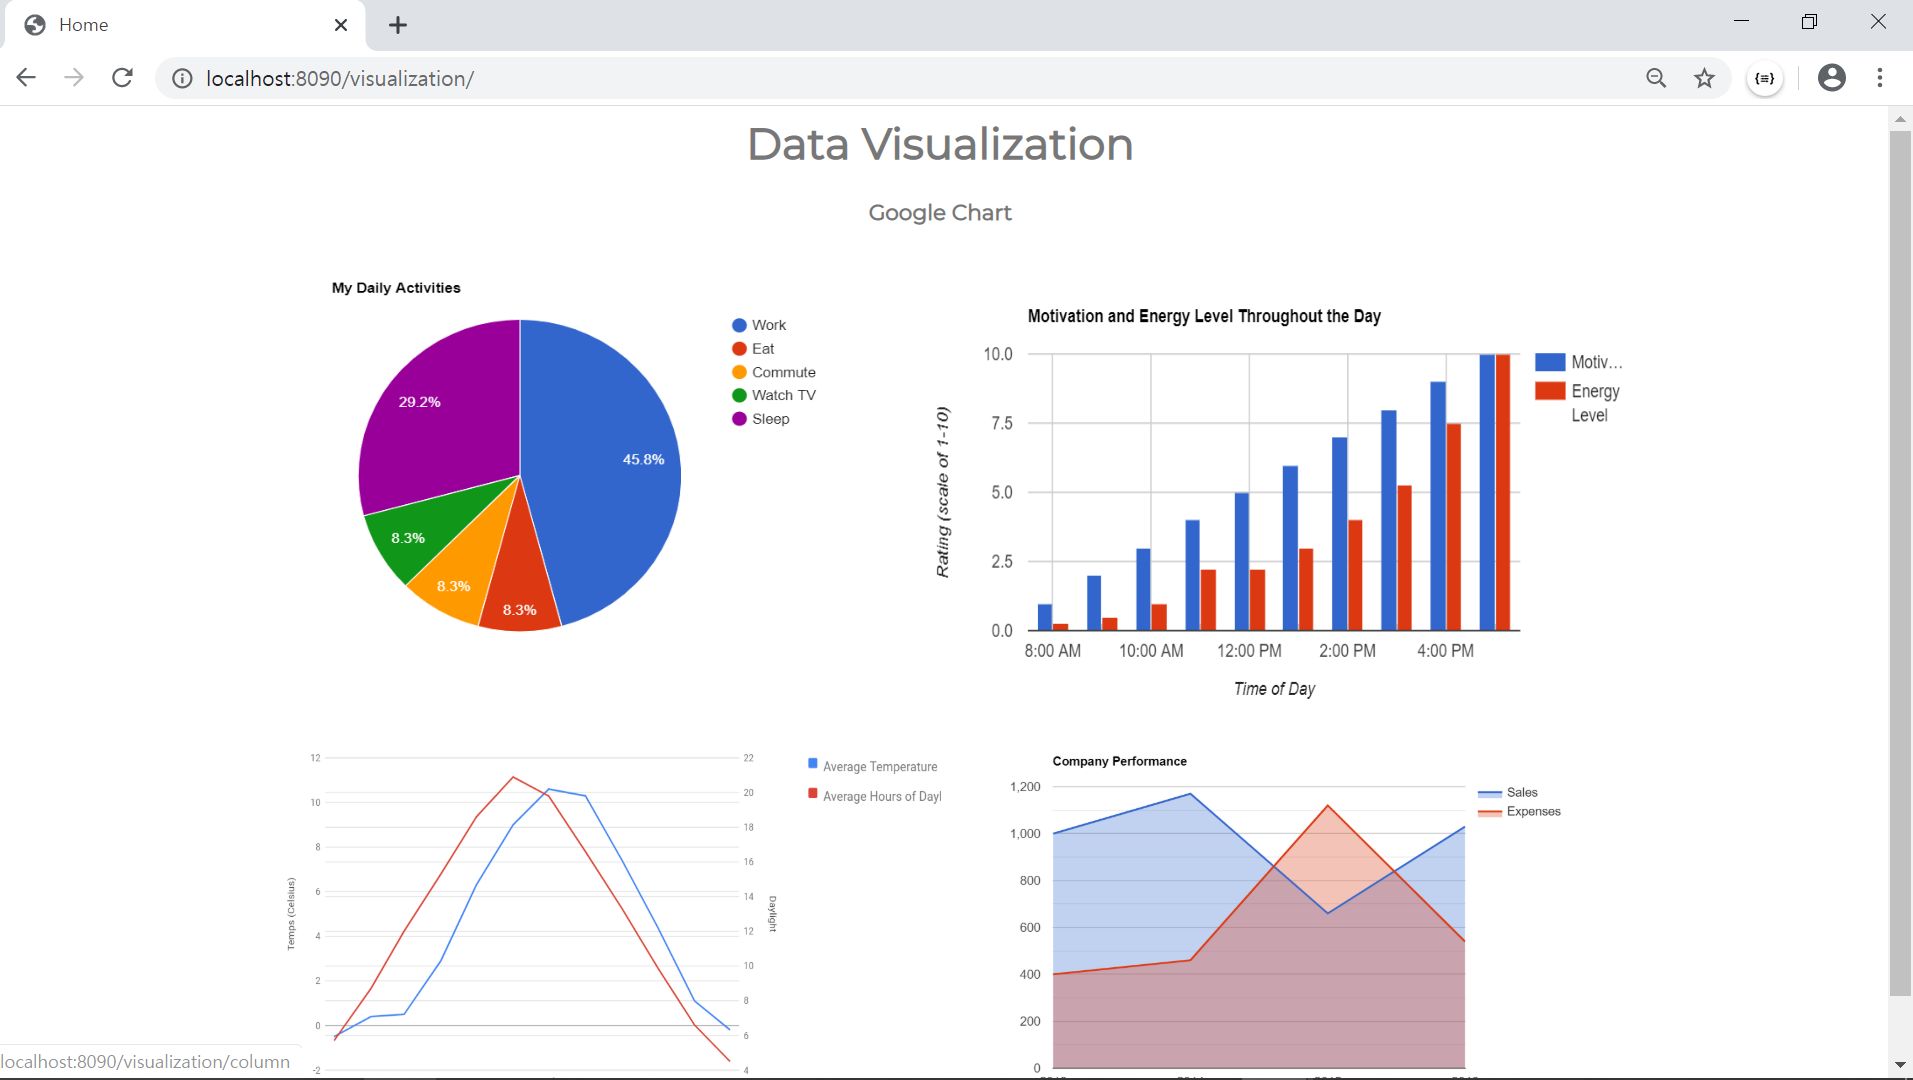 Home
localhost:8090/visualization/
Data Visualization
Google Chart
My Daily Activities
Work
Eat
Commute
Watch TV
Sleep
29.2%
45.8%
8.3%
8.3%
8.3%
Motivation and Energy Level Throughout the Day
10.0
7.5
5.0
2.5
0.0
Rating (scale of 1-10)
8:00 AM 10:00 AM 12:00 PM 2:00 PM 4:00 PM
Time of Day
Motiv...
Energy
Level
12
10
8
6
4
2
0
-2
Temps (Celsius)
22
20
18
16
14
12
10
8
6
4
Daylight
Average Temperature
Average Hours of Dayl
Company Performance
1,200
1,000
800
600
400
200
0
Sales
Expenses
localhost:8090/visualization/column